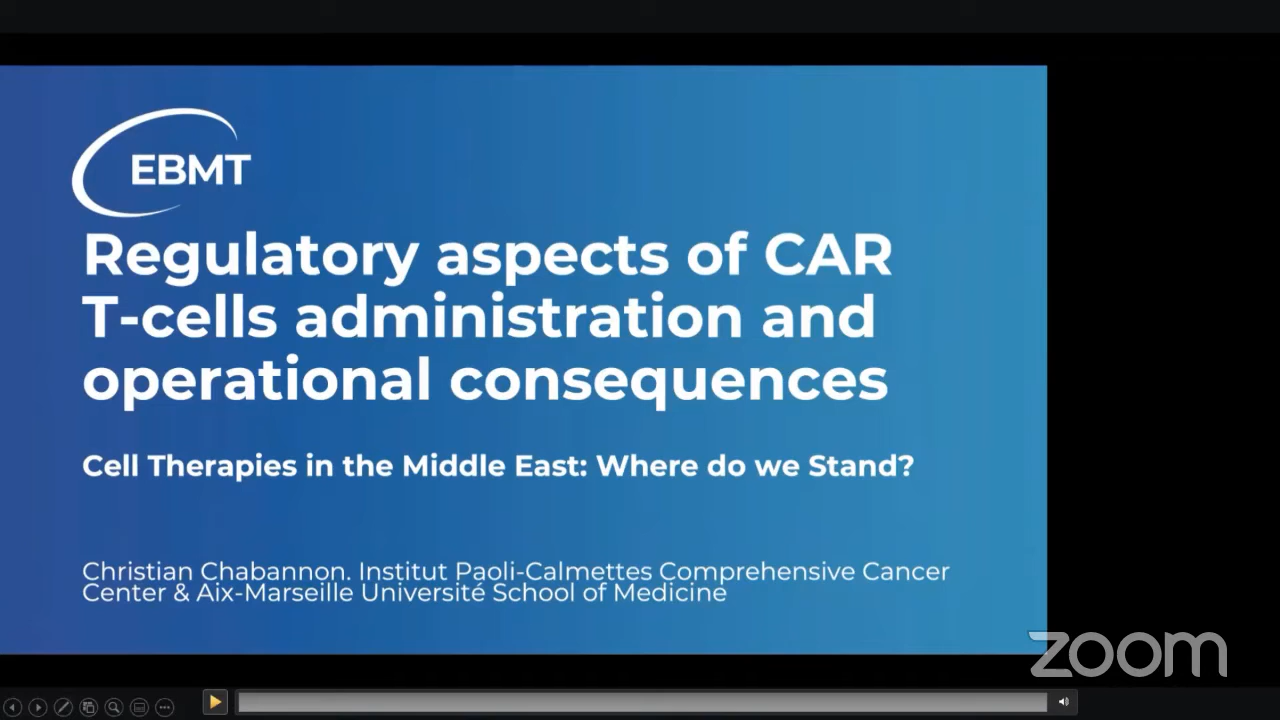 EBMT
Regulatory aspects of CAR
T-cells administration and
operational consequences
Cell Therapies in the Middle East: Where do we Stand?
Christian Chabannon. Institut Paoli-Calmettes Comprehensive Cancer
Center & Aix-Marseille Université School of Medicine
zoom